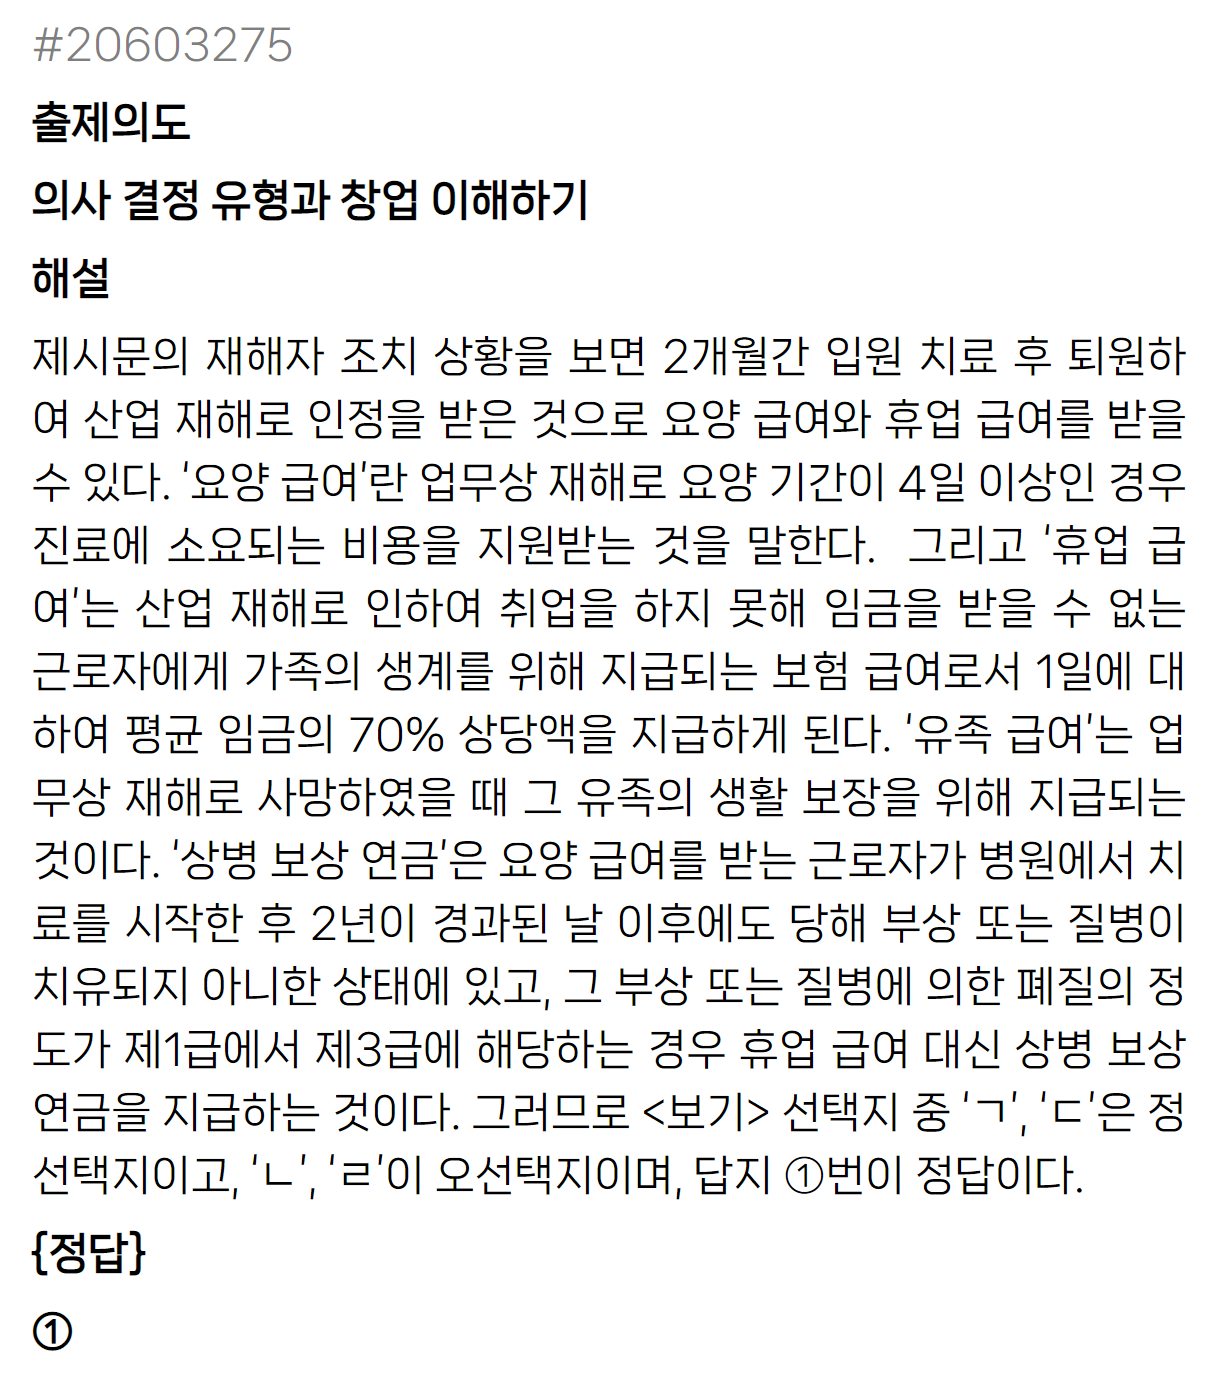 #20603275
출제의도
의사 결정 유형과 창업 이해하기
해설
제시문의 재해자 조치 상황을 보면 2개월간 입원 치료 후 퇴원하
여 산업 재해로 인정을 받은 것으로 요양 급여와 휴업 급여를 받을
수 있다. '요양 급여'란 업무상 재해로 요양 기간이 4일 이상인 경우
진료에 소요되는 비용을 지원받는 것을 말한다.  그리고 '휴업 급
여'는 산업 재해로 인하여 취업을 하지 못해 임금을 받을 수 없는
근로자에게 가족의 생계를 위해 지급되는 보험 급여로서 1일에 대
하여 평균 임금의 70% 상당액을 지급하게 된다. '유족 급여'는 업
무상 재해로 사망하였을 때 그 유족의 생활 보장을 위해 지급되는
것이다. '상병 보상 연금'은 요양 급여를 받는 근로자가 병원에서 치
료를 시작한 후 2년이 경과된 날 이후에도 당해 부상 또는 질병이
치유되지 아니한 상태에 있고, 그 부상 또는 질병에 의한 폐질의 정
도가 제1급에서 제3급에 해당하는 경우 휴업 급여 대신 상병 보상
연금을 지급하는 것이다. 그러므로 <보기> 선택지 중 'ㄱ', 'ㄷ'은 정
선택지이고, 'ㄴ', 'ㄹ'이 오선택지이며, 답지 ①번이 정답이다.
{정답}
①